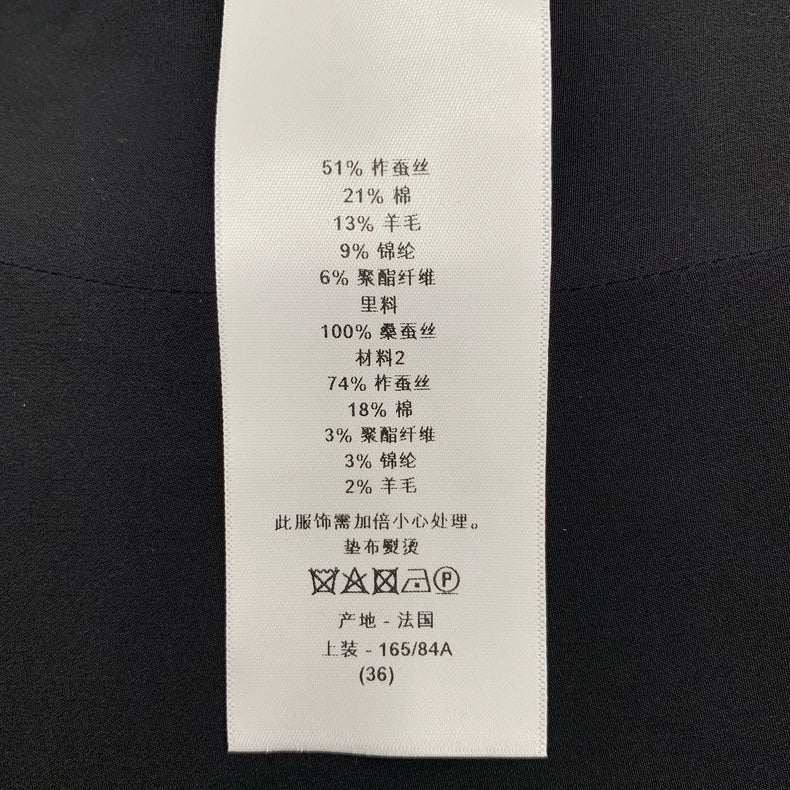 51% 柞蚕丝
21% 棉
13% 羊毛
9% 锦纶
6% 聚酯纤维
里料
100% 桑蚕丝
材料2
74% 柞蚕丝
18% 棉
3% 聚酯纤维
3% 锦纶
2% 羊毛
此服饰需加倍小心处理。
垫布熨烫
P
产地 - 法国
上装 - 165/84A
(36)